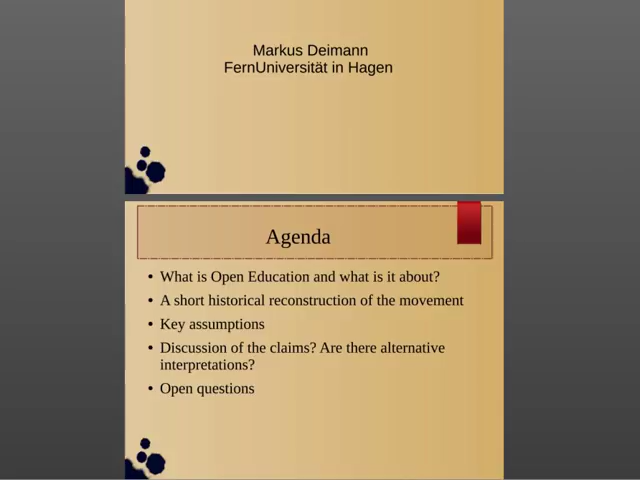 Markus Deimann
FernUniversität in Hagen
Agenda
• What is Open Education and what is it about?
• A short historical reconstruction of the movement
• Key assumptions
• Discussion of the claims? Are there alternative
interpretations?
• Open questions